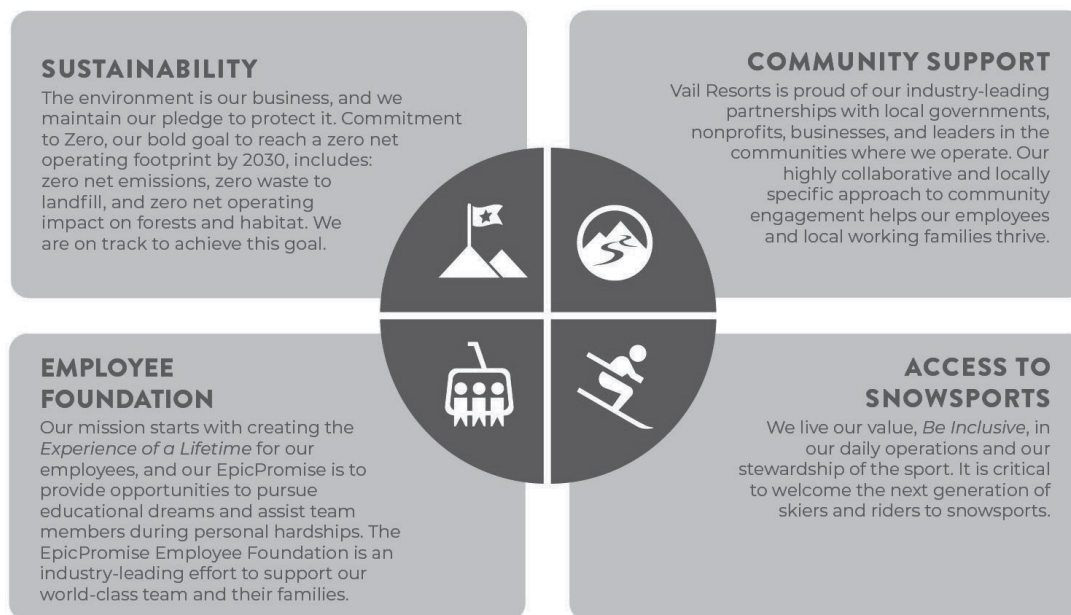 SUSTAINABILITY
The environment is our business, and we
maintain our pledge to protect it. Commitment
to Zero, our bold goal to reach a zero net
operating footprint by 2030, includes:
zero net emissions, zero waste to
landfill, and zero net operating
impact on forests and habitat. We
are on track to achieve this goal.
COMMUNITY SUPPORT
Vail Resorts is proud of our industry-leading
partnerships with local governments,
nonprofits, businesses, and leaders in the
communities where we operate. Our
highly collaborative and locally
specific approach to community
engagement helps our employees
and local working families thrive.
EMPLOYEE
FOUNDATION
Our mission starts with creating the
Experience of a Lifetime for our
employees, and our EpicPromise is to
provide opportunities to pursue
educational dreams and assist team
members during personal hardships. The
EpicPromise Employee Foundation is an
industry-leading effort to support our
world-class team and their families.
ACCESS TO
SNOWSPORTS
We live our value, Be Inclusive, in
our daily operations and our
stewardship of the sport. It is critical
to welcome the next generation of
skiers and riders to snowsports.